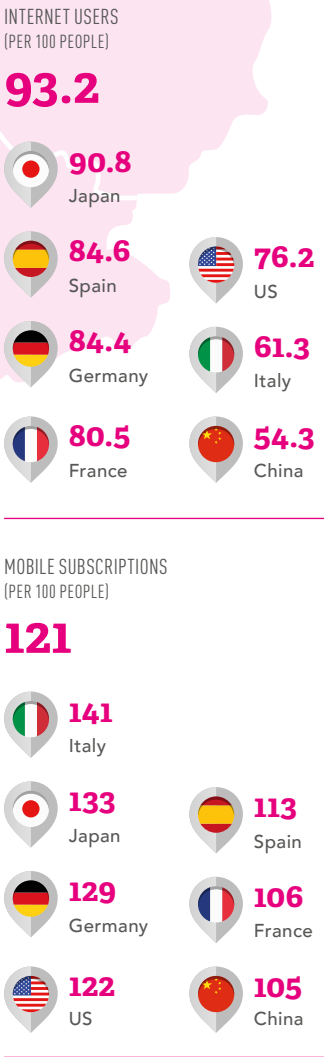 INTERNET USERS
(PER 100 PEOPLE)
93.2
90.8
Japan
84.6
Spain
84.4
Germany
80.5
France
76.2
US
61.3
Italy
54.3
China
MOBILE SUBSCRIPTIONS
(PER 100 PEOPLE)
121
141
Italy
133
Japan
129
Germany
122
US
113
Spain
106
France
105
China